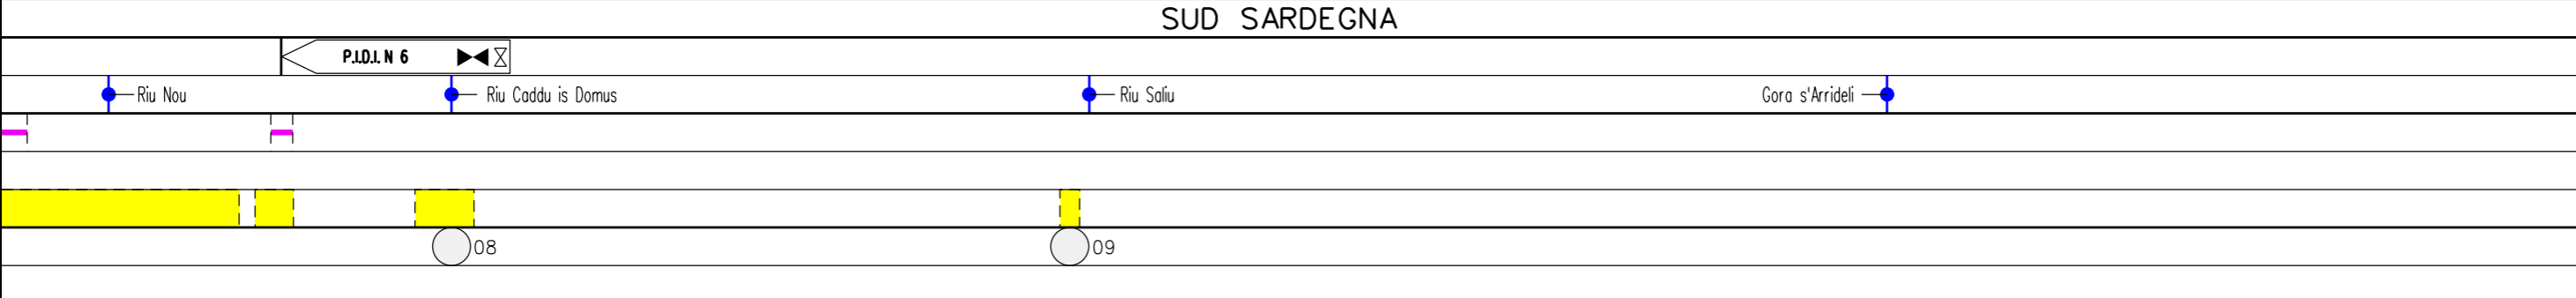 SUD SARDEGNA
P.I.D.I. N 6
Riu Nou
Riu Caddu is Domus
Riu Saliu
Gora s'Arrideli
08
09